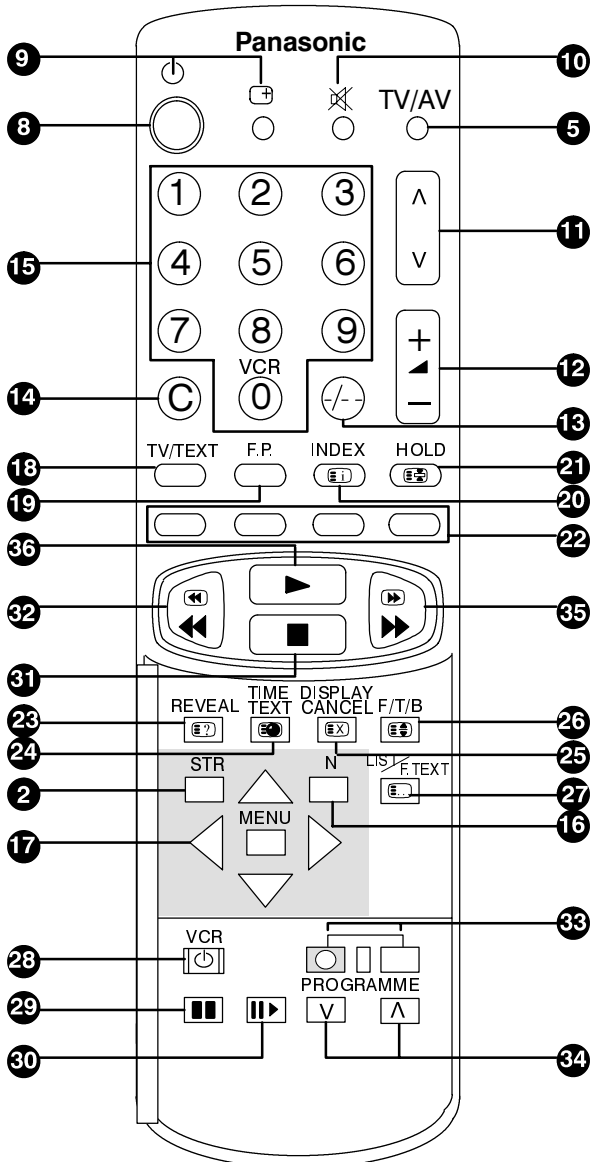 Panasonic
9
10
TV/AV
8
5
1 2 3
11
15
4 5 6
7 8 9
VCR
12
14
C 0 -/--
13
TV/TEXT F.P. INDEX HOLD
18
21
i
19
20
22
36
32
35
31
REVEAL TIME TEXT DISPLAY CANCEL F/T/B
23
? X
26
24
25
STR N LIST/F.TEXT
2
...
27
MENU
16
17
33
VCR
28
PROGRAMME
29
V Λ
30
34